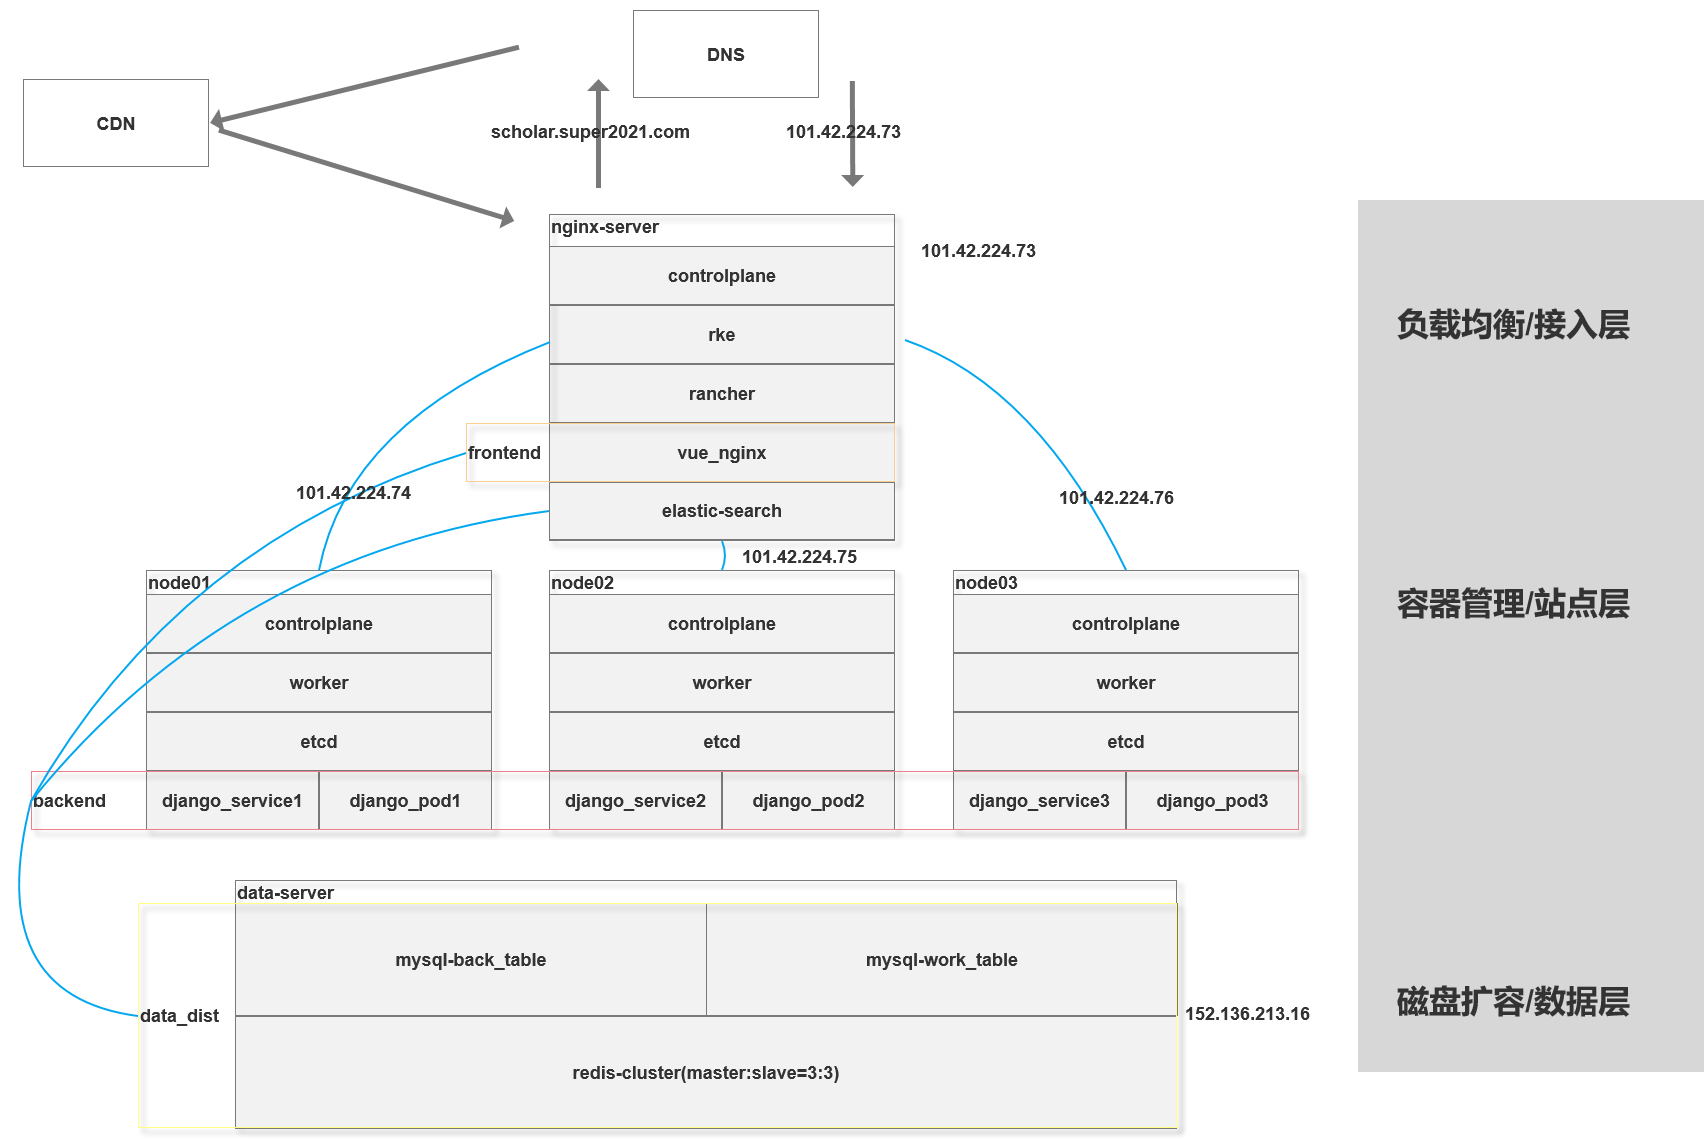 DNS
CDN
scholar.super2021.com
101.42.224.73
nginx-server
101.42.224.73
controlplane
rke
rancher
frontend
vue_nginx
elastic-search
101.42.224.74
101.42.224.75
101.42.224.76
node01
controlplane
worker
etcd
node02
controlplane
worker
etcd
node03
controlplane
worker
etcd
backend
django_service1
django_pod1
django_service2
django_pod2
django_service3
django_pod3
data-server
mysql-back_table
mysql-work_table
data_dist
152.136.213.16
redis-cluster(master:slave=3:3)
负载均衡/接入层
容器管理/站点层
磁盘扩容/数据层